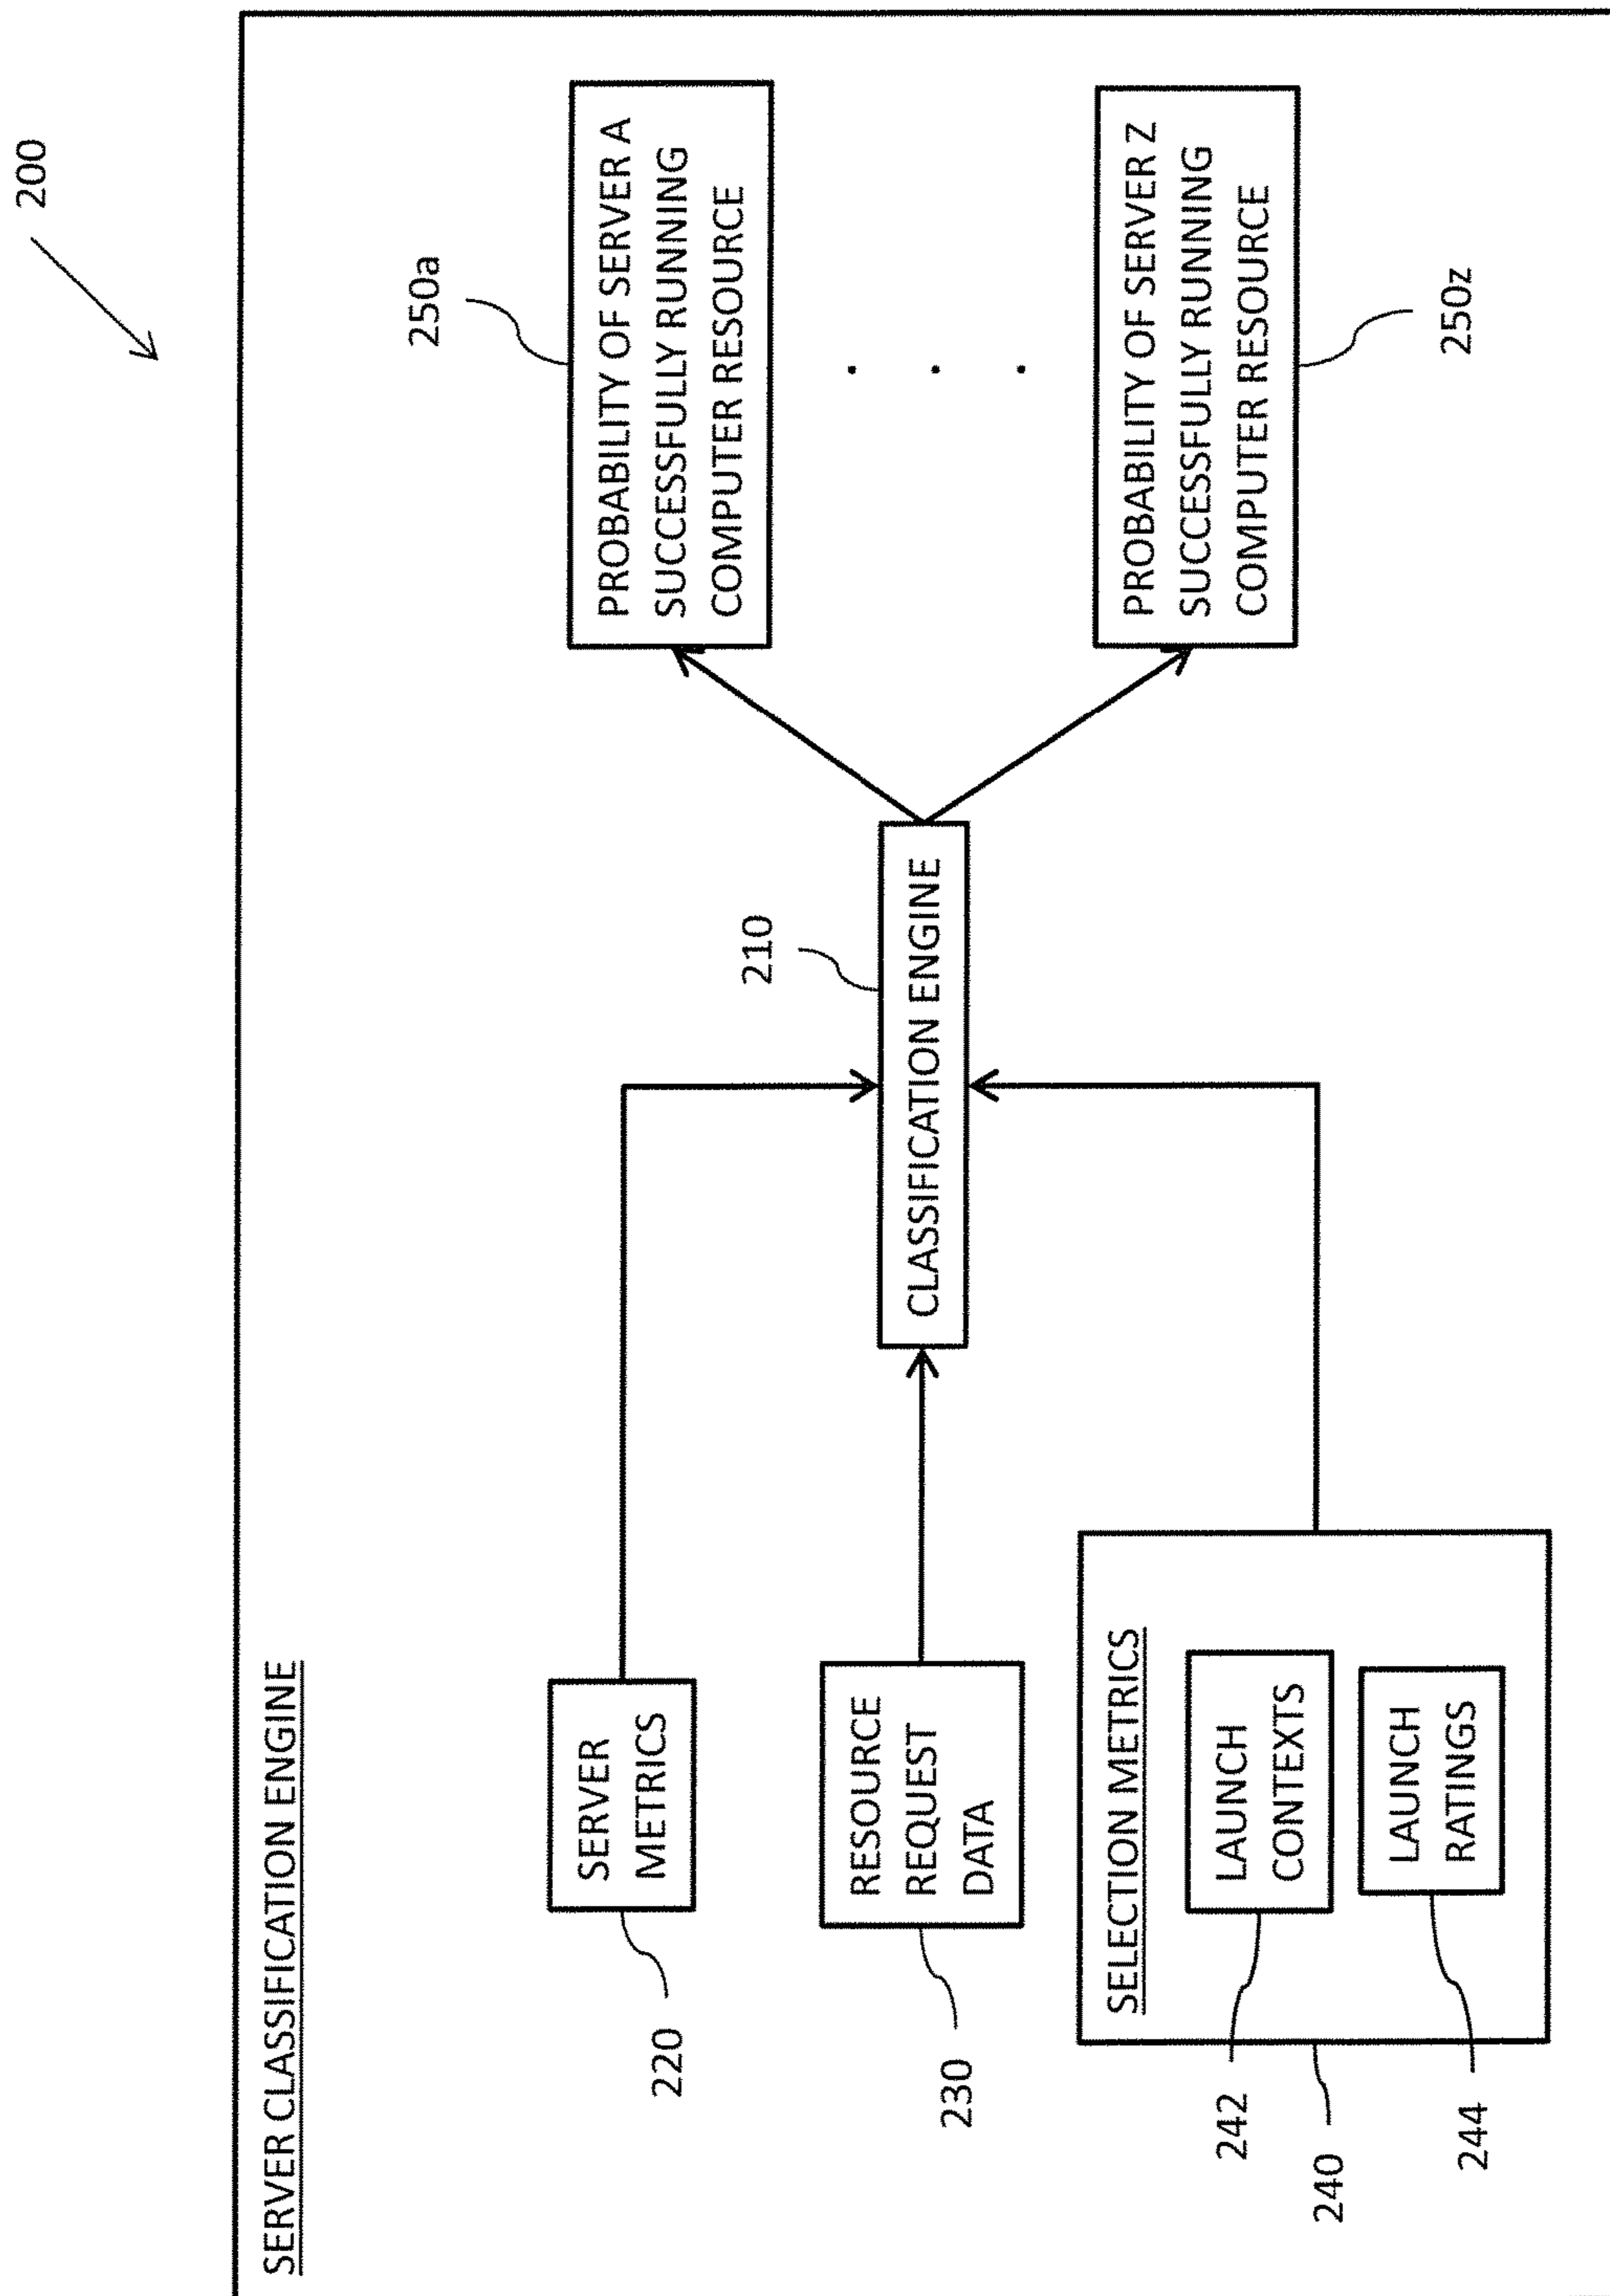 200
SERVER CLASSIFICATION ENGINE
SERVER
METRICS
220
RESOURCE
REQUEST
DATA
230
SELECTION METRICS
LAUNCH
CONTEXTS
242
LAUNCH
RATINGS
240
244
210
CLASSIFICATION ENGINE
250a
PROBABILITY OF SERVER A
SUCCESSFULLY RUNNING
COMPUTER RESOURCE
. . .
PROBABILITY OF SERVER Z
SUCCESSFULLY RUNNING
COMPUTER RESOURCE
250z